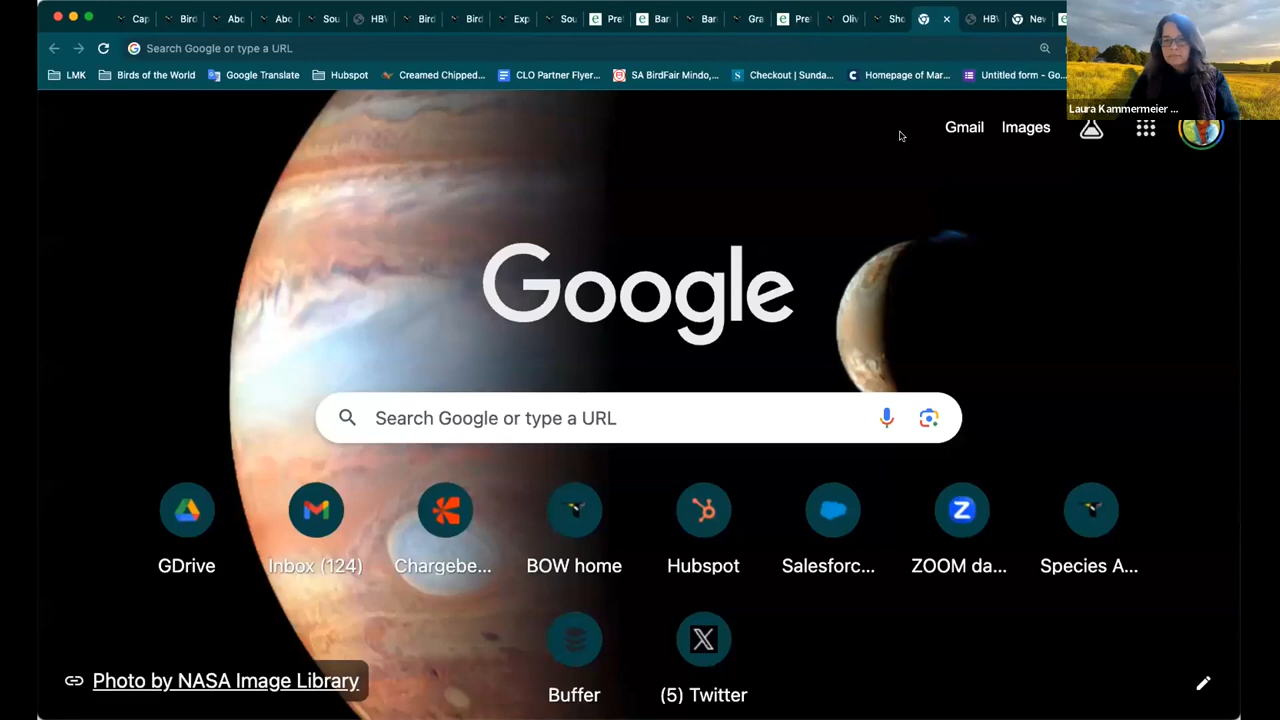 Cap
Bird
Abo
Abo
Sou
HBV
Bird
Bird
Exp
Sou
Pre
Bar
Bar
Gra
Pre
Oliv
Sho
HBV
New
Search Google or type a URL
LMK
Birds of the World
Google Translate
Hubspot
Creamed Chipped...
CLO Partner Flyer...
SA BirdFair Mindo,...
Checkout | Sunda...
Homepage of Mar...
Untitled form - Go...
Laura Kammermeier ...
Gmail
Images
Google
Search Google or type a URL
GDrive
Inbox (124)
Chargebe...
BOW home
Hubspot
Salesforc...
ZOOM da...
Species A...
Buffer
(5) Twitter
Photo by NASA Image Library